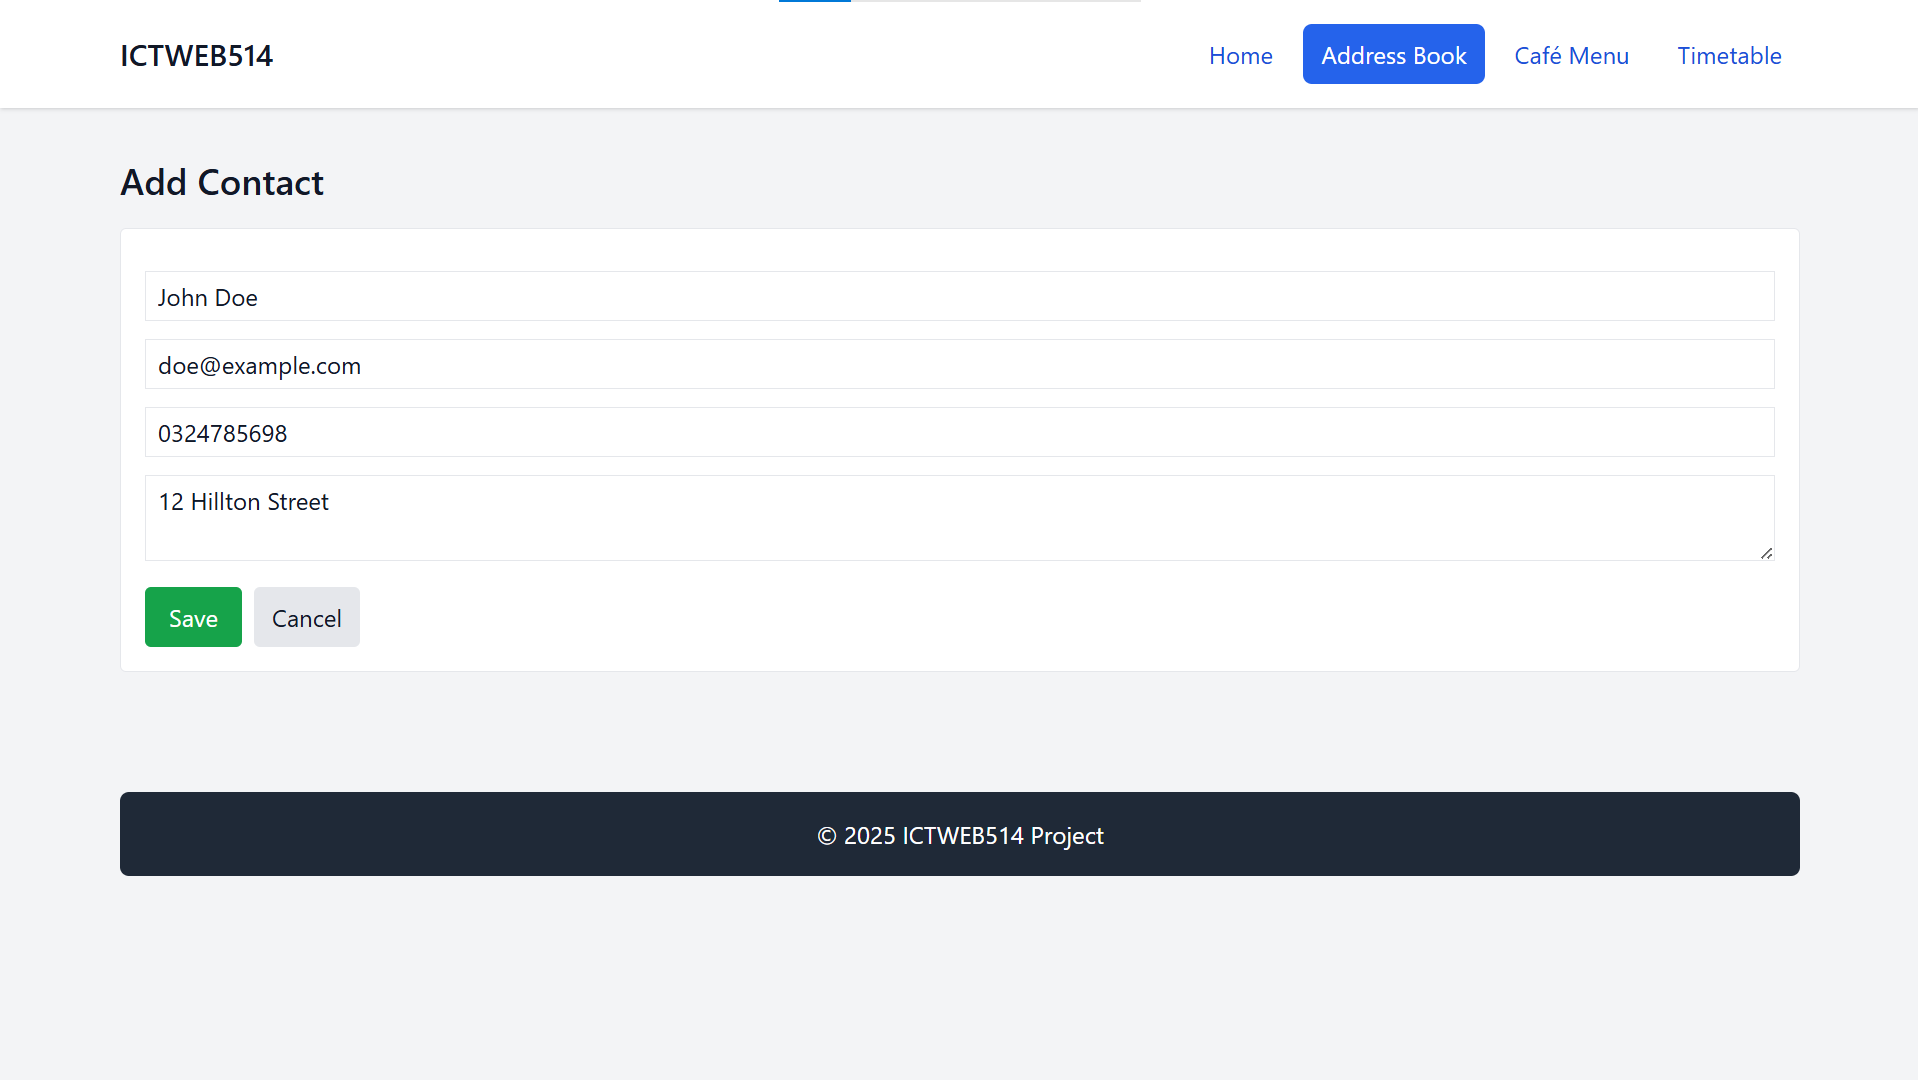 ICTWEB514
Home Address Book Café Menu Timetable
Add Contact
John Doe
doe@example.com
0324785698
12 Hillton Street
Save Cancel
© 2025 ICTWEB514 Project